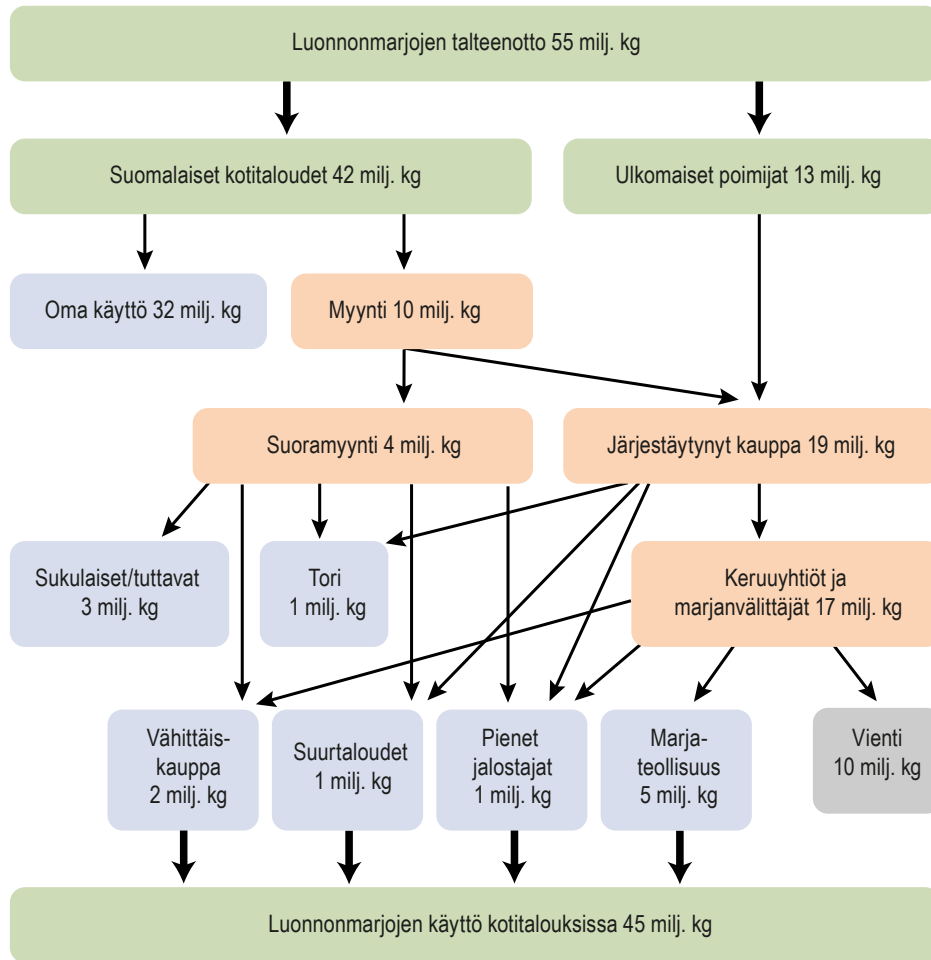 Luonnonmarjojen talteenotto 55 milj. kg
Suomalaiset kotitaloudet 42 milj. kg
Ulkomaiset poimijat 13 milj. kg
Oma käyttö 32 milj. kg
Myynti 10 milj. kg
Suoramyynti 4 milj. kg
Järjestäytynyt kauppa 19 milj. kg
Sukulaiset/tuttavat
3 milj. kg
Tori
1 milj. kg
Keruuyhtiöt ja
marjanvälittäjät 17 milj. kg
Vähittäis-
kauppa
2 milj. kg
Suurtaloudet
1 milj. kg
Pienet
jalostajat
1 milj. kg
Marja-
teollisuus
5 milj. kg
Vienti
10 milj. kg
Luonnonmarjojen käyttö kotitalouksissa 45 milj. kg